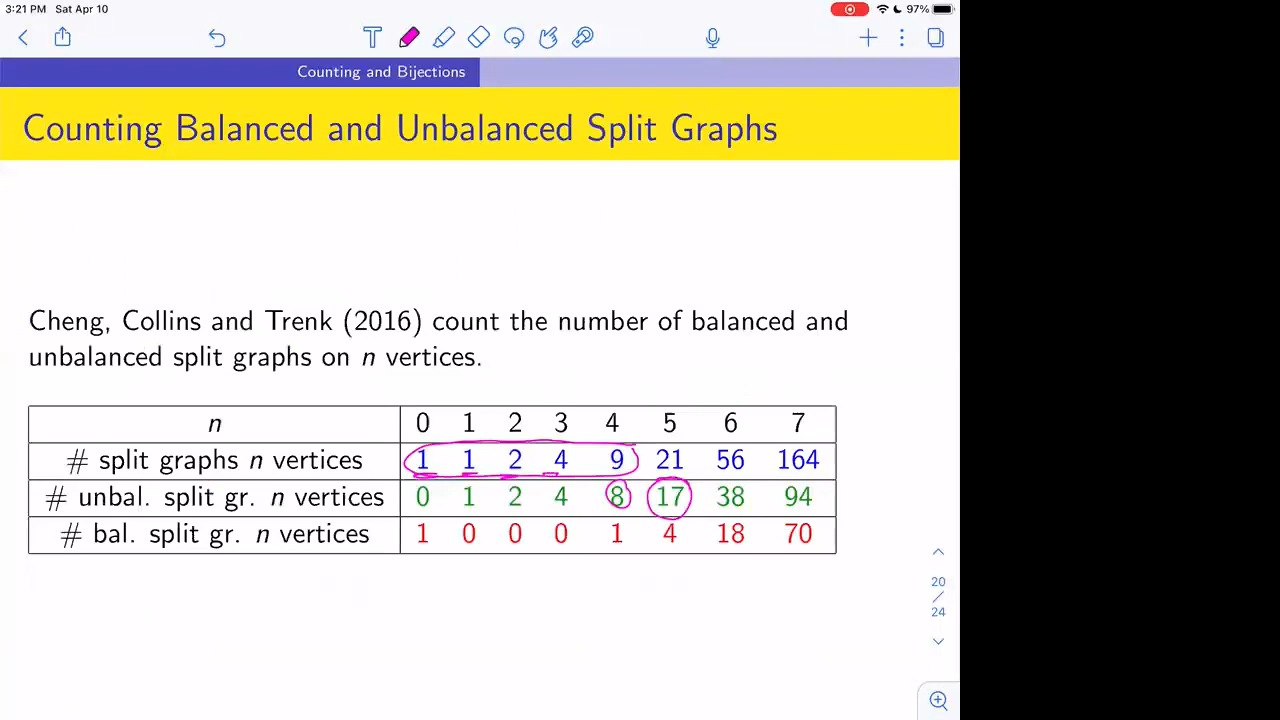 3:21 PM Sat Apr 10
97%
Counting and Bijections
Counting Balanced and Unbalanced Split Graphs
Cheng, Collins and Trenk (2016) count the number of balanced and
unbalanced split graphs on n vertices.
n 0 1 2 3 4 5 6 7
# split graphs n vertices 1 1 2 4 9 21 56 164
# unbal. split gr. n vertices 0 1 2 4 8 17 38 94
# bal. split gr. n vertices 1 0 0 0 1 4 18 70
20
/
24